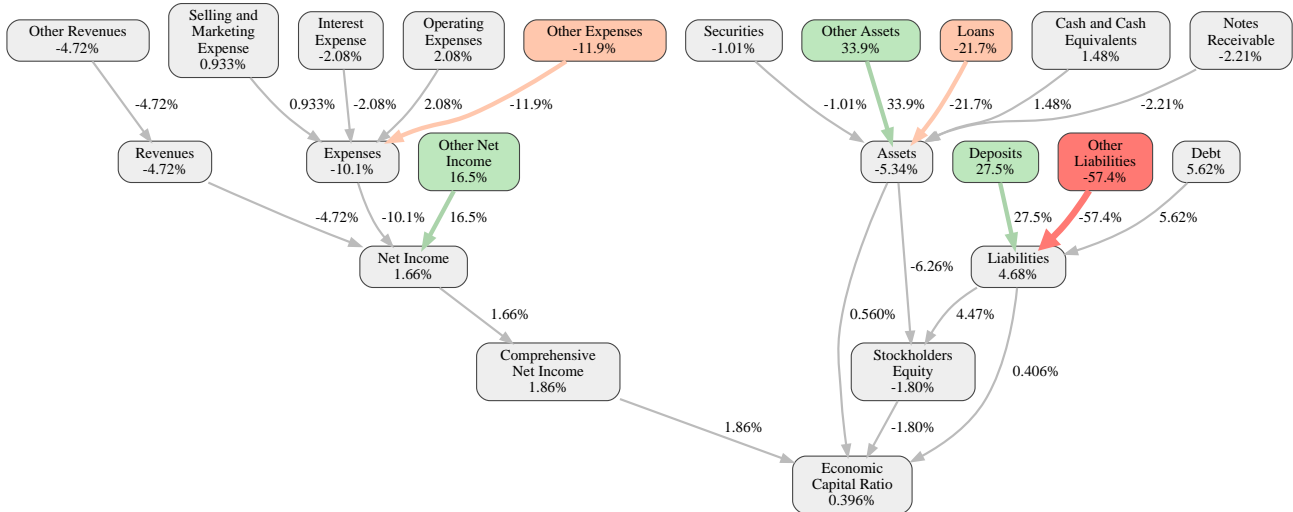 Other Revenues
-4.72%
Selling and
Marketing
Expense
0.933%
Interest
Expense
-2.08%
Operating
Expenses
2.08%
Other Expenses
-11.9%
Securities
-1.01%
Other Assets
33.9%
Loans
-21.7%
Cash and Cash
Equivalents
1.48%
Notes
Receivable
-2.21%
-4.72%
0.933%
-2.08%
2.08%
-11.9%
-1.01%
33.9%
-21.7%
1.48%
-2.21%
Revenues
-4.72%
Expenses
-10.1%
Other Net
Income
16.5%
Assets
-5.34%
Deposits
27.5%
Other
Liabilities
-57.4%
Debt
5.62%
-4.72%
-10.1%
16.5%
27.5%
-57.4%
5.62%
Net Income
1.66%
-6.26%
Liabilities
4.68%
1.66%
0.560%
4.47%
Comprehensive
Net Income
1.86%
Stockholders
Equity
-1.80%
0.406%
1.86%
-1.80%
Economic
Capital Ratio
0.396%